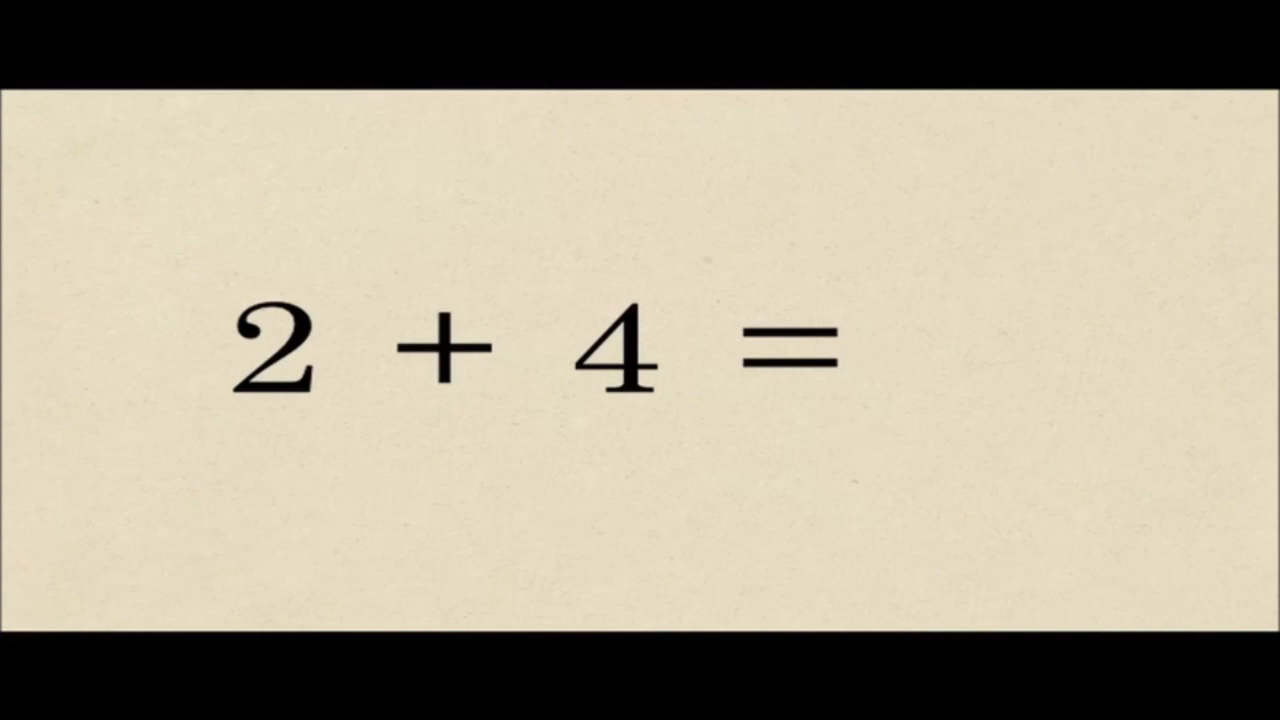 2 + 4 =